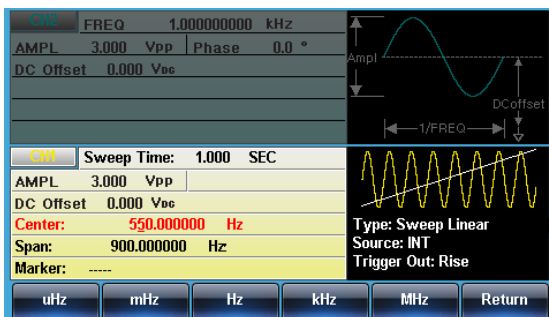 CH2 FREQ 1.000000000 kHz
AMPL 3.000 Vpp Phase 0.0 °
DC Offset 0.000 VDC
Ampl
DCoffset
1/FREQ
CH1 Sweep Time: 1.000 SEC
AMPL 3.000 Vpp
DC Offset 0.000 VDC
Center: 550.000000 Hz
Span: 900.000000 Hz
Marker: -----
Type: Sweep Linear
Source: INT
Trigger Out: Rise
uHz mHz Hz kHz MHz Return